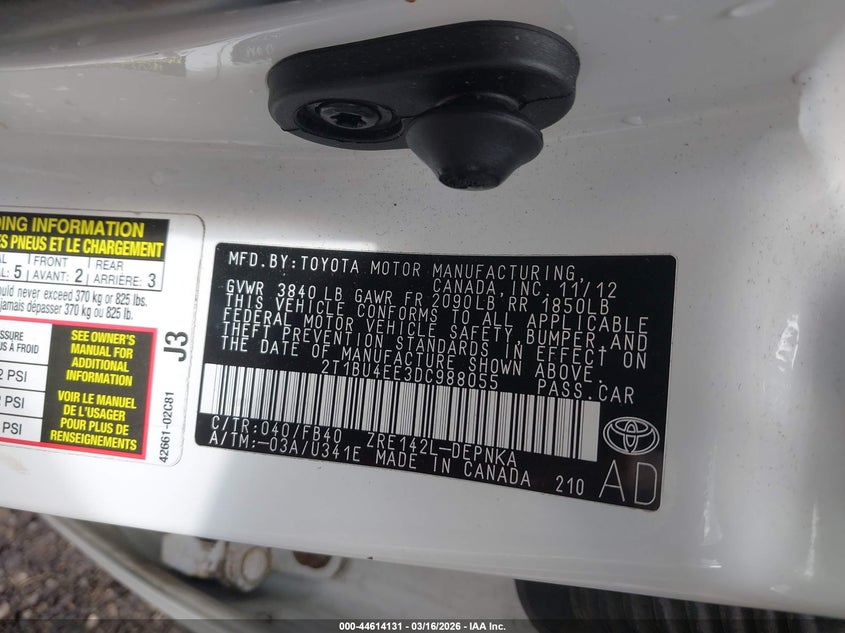 DING INFORMATION
ES PNEUS ET LE CHARGEMENT
AL: 5 FRONT AVANT: 2 REAR ARRIÈRE: 3
ould never exceed 370 kg or 825 lbs.
jamais dépasser 370 kg ou 825 lb.
SSURE
US A FROID
2 PSI
2 PSI
PSI
SEE OWNER'S
MANUAL FOR
ADDITIONAL
INFORMATION
VOIR LE MANUEL
DE L'USAGER
POUR PLUS DE
RENSEIGNEMENTS
J3
42661-02C81
MFD.BY:TOYOTA MOTOR MANUFACTURING,
CANADA, INC. 11/12
GVWR 3840 LB GAWR FR 2090LB RR 1850LB
THIS VEHICLE CONFORMS TO ALL APPLICABLE
FEDERAL MOTOR VEHICLE SAFETY, BUMPER, AND
THEFT PREVENTION STANDARDS IN EFFECT ON
THE DATE OF MANUFACTURE SHOWN ABOVE.
2T1BU4EE3DC988055 PASS.CAR
C/TR:040/FB40 ZRE142L-DEPNKA
A/TM:-03A/U341E MADE IN CANADA 210
AD
000-44614131 - 03/16/2026 - IAA Inc.